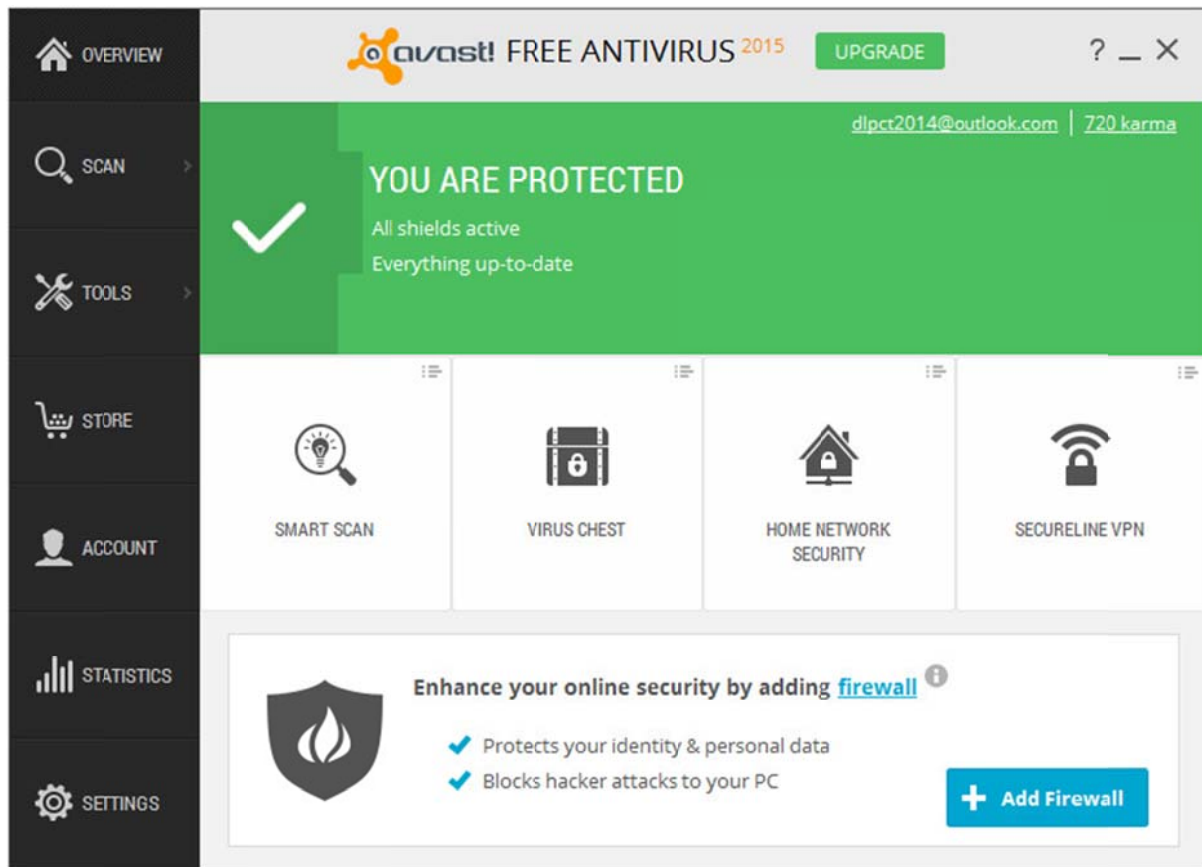 OVERVIEW
avast! FREE ANTIVIRUS 2015
UPGRADE
?
dlpct2014@outlook.com | 720 karma
SCAN
YOU ARE PROTECTED
All shields active
Everything up-to-date
TOOLS
STORE
SMART SCAN
VIRUS CHEST
HOME NETWORK
SECURITY
SECURELINE VPN
ACCOUNT
STATISTICS
Enhance your online security by adding firewall
Protects your identity & personal data
Blocks hacker attacks to your PC
SETTINGS
+ Add Firewall